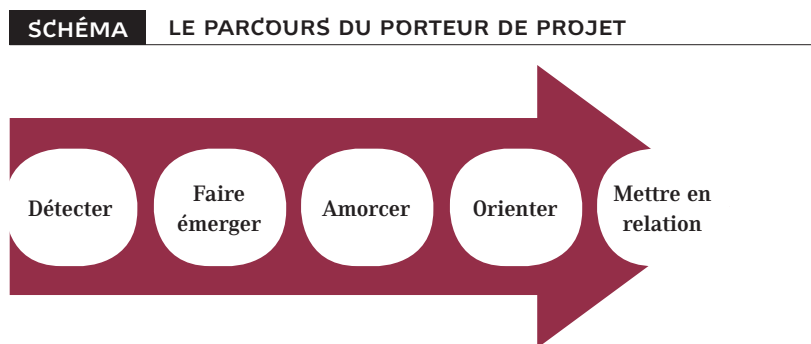 SCHÉMA LE PARCOURS DU PORTEUR DE PROJET
Détecter
Faire
émerger
Amorcer
Orienter
Mettre en
relation